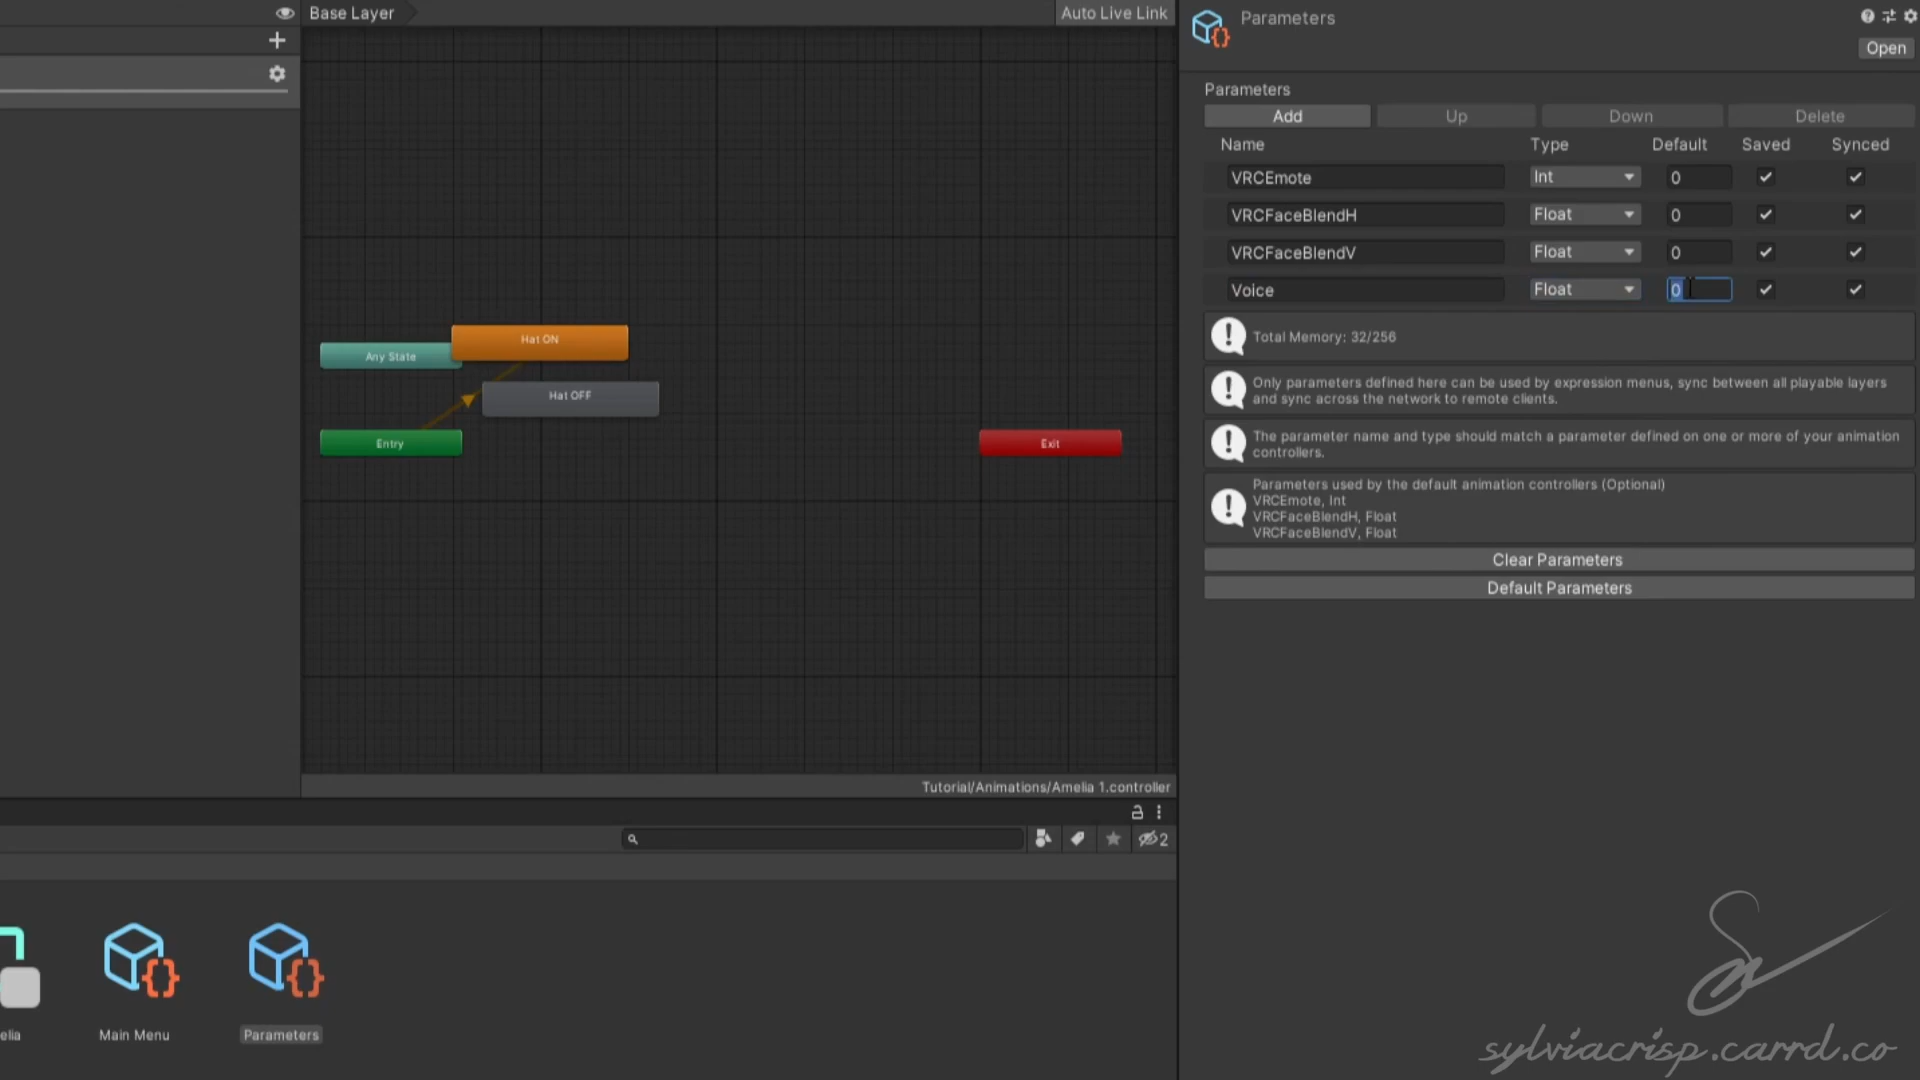 Base Layer
Auto Live Link
Hat ON
Any State
Hat OFF
Entry
Exit
Tutorial/Animations/Amelia 1.controller
2
elia
Main Menu
Parameters
Parameters
Open
Parameters
Add Up Down Delete
Name Type Default Saved Synced
VRCEmote Int 0
VRCFaceBlendH Float 0
VRCFaceBlendV Float 0
Voice Float 0
Total Memory: 32/256
Only parameters defined here can be used by expression menus, sync between all playable layers
and sync across the network to remote clients.
The parameter name and type should match a parameter defined on one or more of your animation
controllers.
Parameters used by the default animation controllers (Optional)
VRCEmote, Int
VRCFaceBlendH, Float
VRCFaceBlendV, Float
Clear Parameters
Default Parameters
sylviacrisp.carrd.co